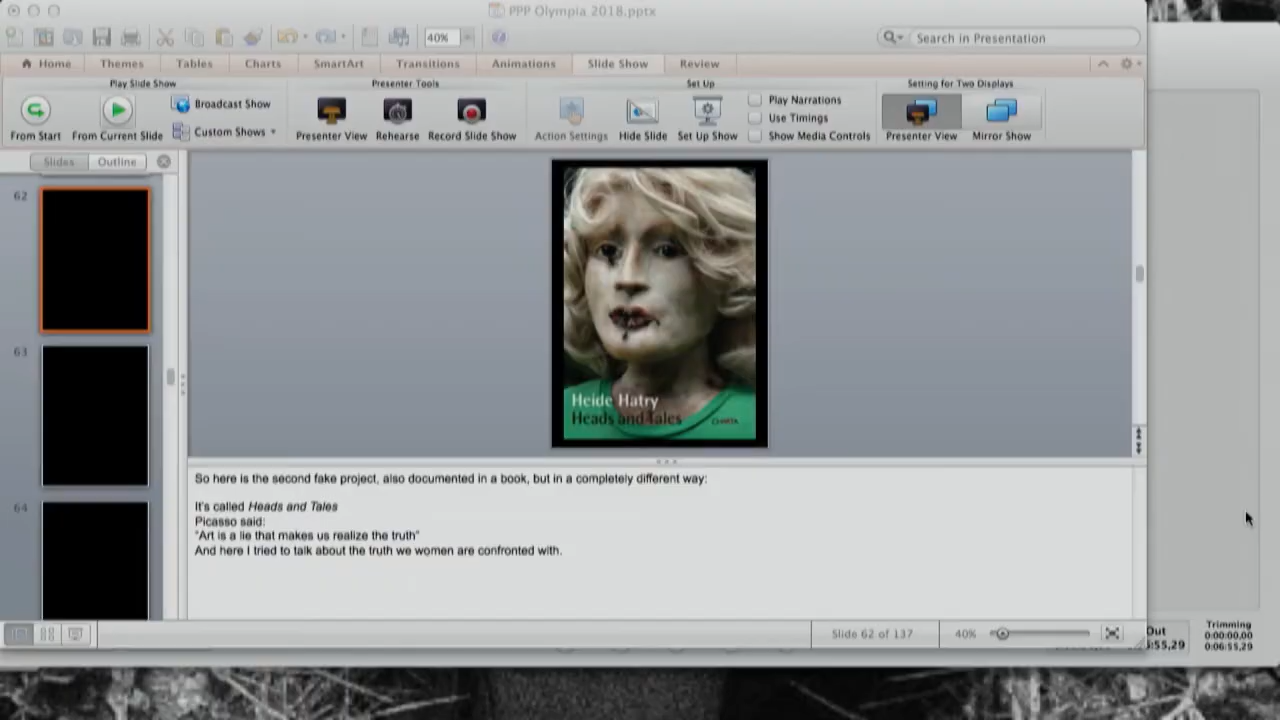 PPP Olympia 2018.pptx
40%
Search in Presentation
Home
Themes
Tables
Charts
SmartArt
Transitions
Animations
Slide Show
Review
Play Slide Show
Presenter Tools
Set Up
Setting for Two Displays
From Start
From Current Slide
Broadcast Show
Custom Shows
Presenter View
Rehearse
Record Slide Show
Action Settings
Hide Slide
Set Up Show
Play Narrations
Use Timings
Show Media Controls
Presenter View
Mirror Show
Slides
Outline
62
63
64
Heide Hatry
Heads and Tales
CHARTA
So here is the second fake project, also documented in a book, but in a completely different way:
It's called Heads and Tales
Picasso said:
"Art is a lie that makes us realize the truth"
And here I tried to talk about the truth we women are confronted with.
Slide 62 of 137
40%
Out
Trimming
0:00:00,00
0:06:55,29